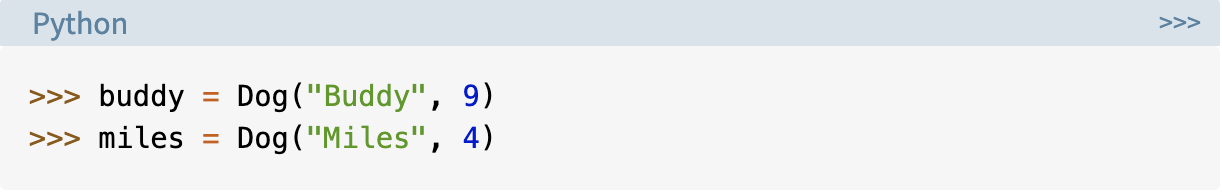 Python >>>
>>> buddy = Dog("Buddy", 9)
>>> miles = Dog("Miles", 4)